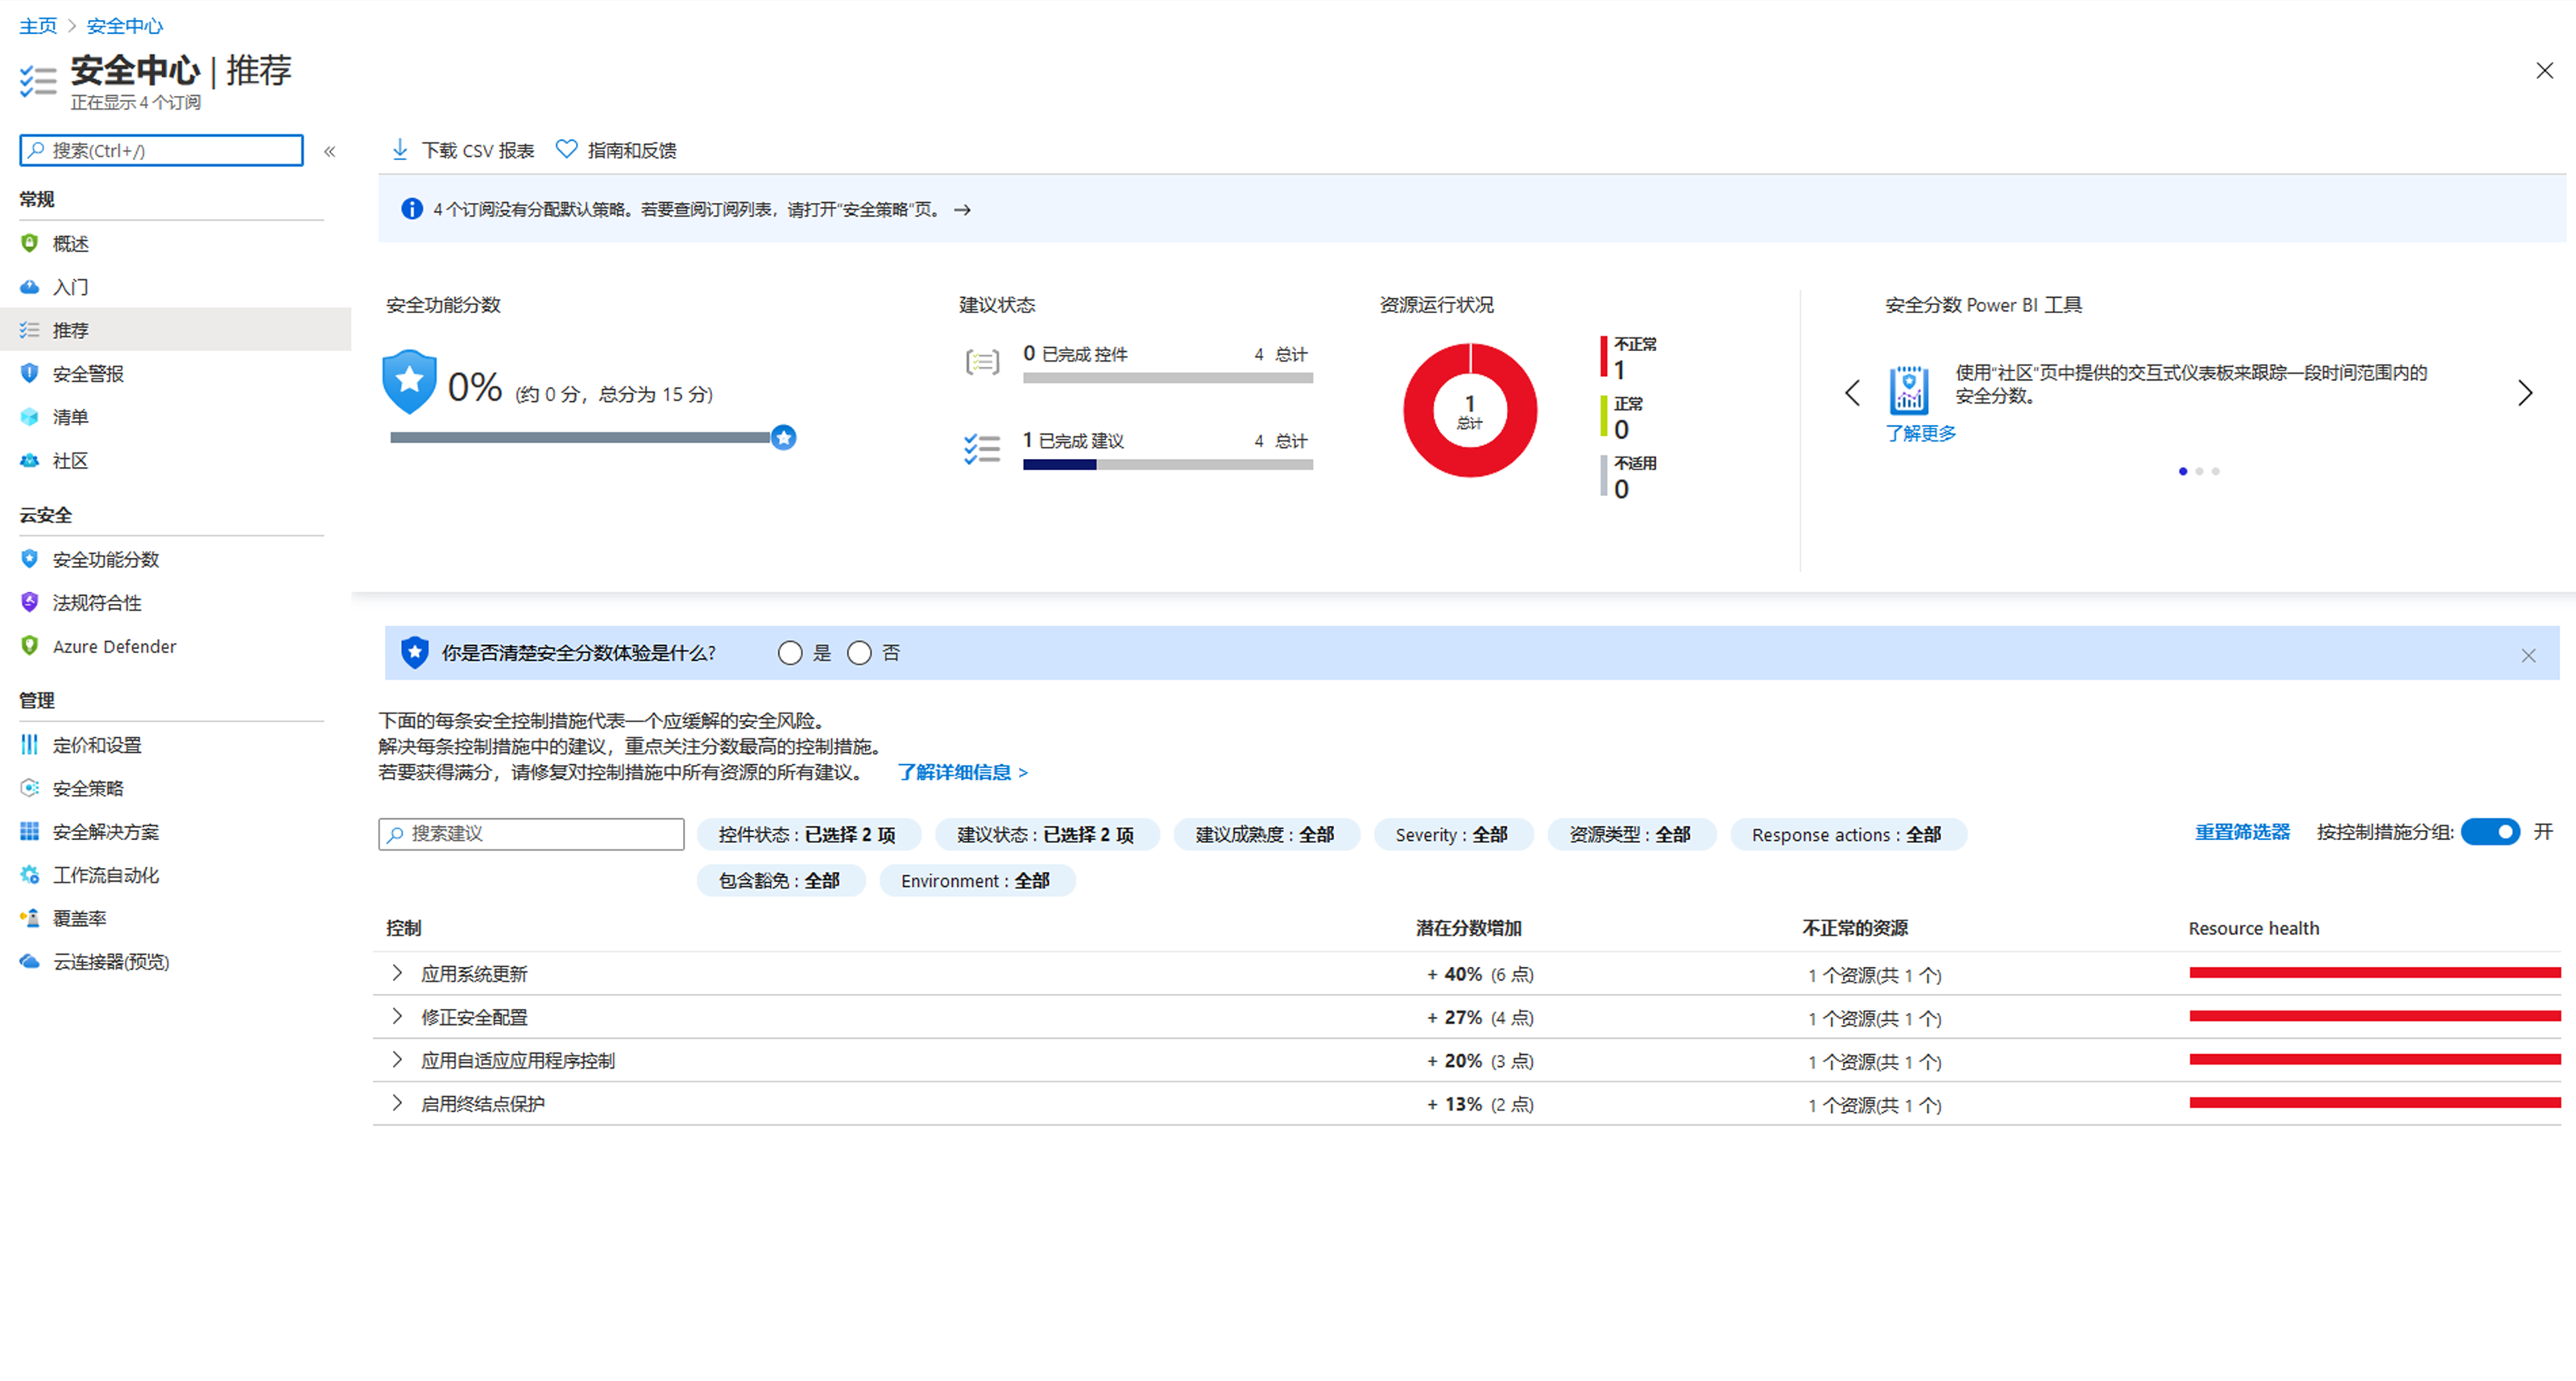 主页 > 安全中心
安全中心 | 推荐
正在显示 4 个订阅
搜索(Ctrl+/)
«
常规
概述
入门
推荐
安全警报
清单
社区
云安全
安全功能分数
法规符合性
Azure Defender
管理
定价和设置
安全策略
安全解决方案
工作流自动化
覆盖率
云连接器(预览)
下载 CSV 报表 指南和反馈
4 个订阅没有分配默认策略。若要查阅订阅列表，请打开“安全策略”页。 →
安全功能分数
0% (约 0 分，总分为 15 分)
建议状态
0 已完成 控件 4 总计
1 已完成 建议 4 总计
资源运行状况
1
总计
不正常
1
正常
0
不适用
0
安全分数 Power BI 工具
使用“社区”页中提供的交互式仪表板来跟踪一段时间范围内的
安全分数。
了解更多
你是否清楚安全分数体验是什么? 是 否
下面的每条安全控制措施代表一个应缓解的安全风险。
解决每条控制措施中的建议，重点关注分数最高的控制措施。
若要获得满分，请修复对控制措施中所有资源的所有建议。 了解详细信息 >
搜索建议 控件状态 : 已选择 2 项 建议状态 : 已选择 2 项 建议成熟度 : 全部 Severity : 全部 资源类型 : 全部 Response actions : 全部 重置筛选器 按控制措施分组: 开
包含豁免 : 全部 Environment : 全部
控制 潜在分数增加 不正常的资源 Resource health
应用系统更新 + 40% (6 点) 1 个资源(共 1 个)
修正安全配置 + 27% (4 点) 1 个资源(共 1 个)
应用自适应应用程序控制 + 20% (3 点) 1 个资源(共 1 个)
启用终结点保护 + 13% (2 点) 1 个资源(共 1 个)